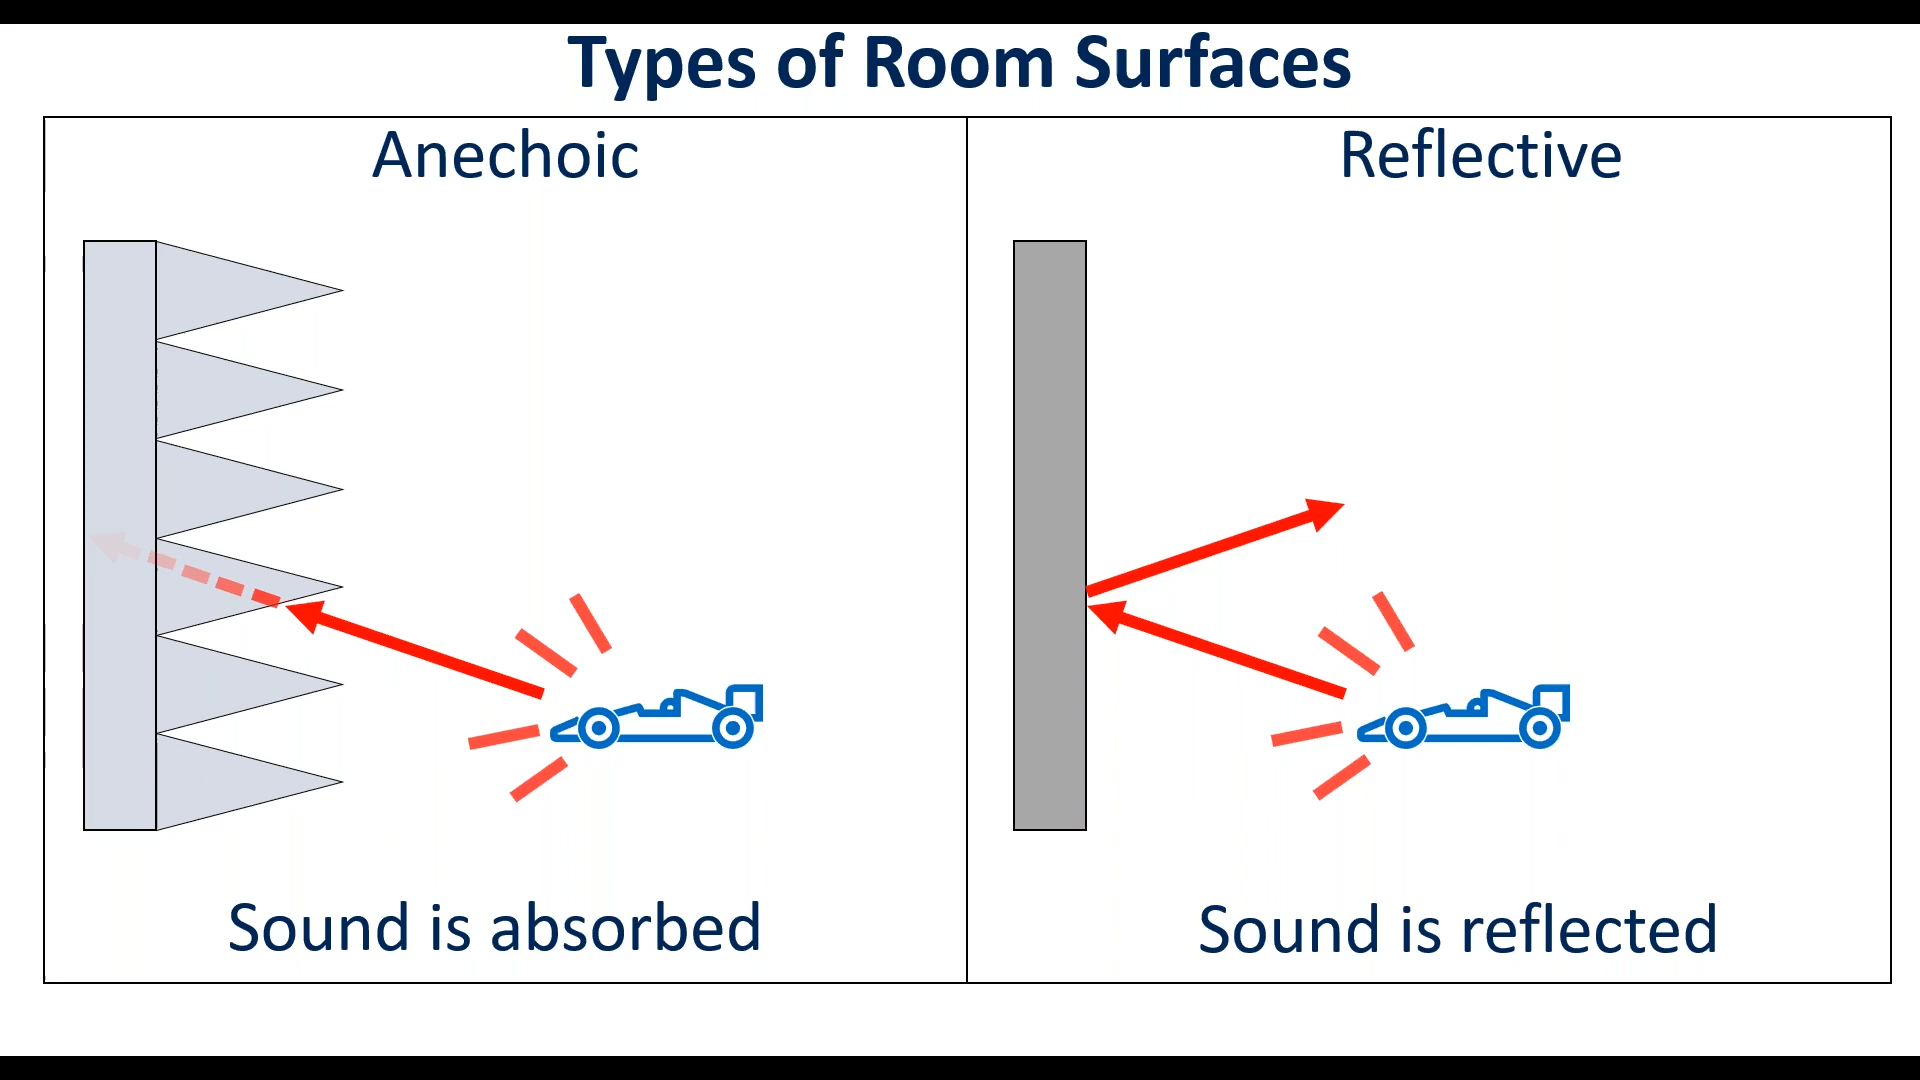 Types of Room Surfaces
Anechoic
Reflective
Sound is absorbed
Sound is reflected